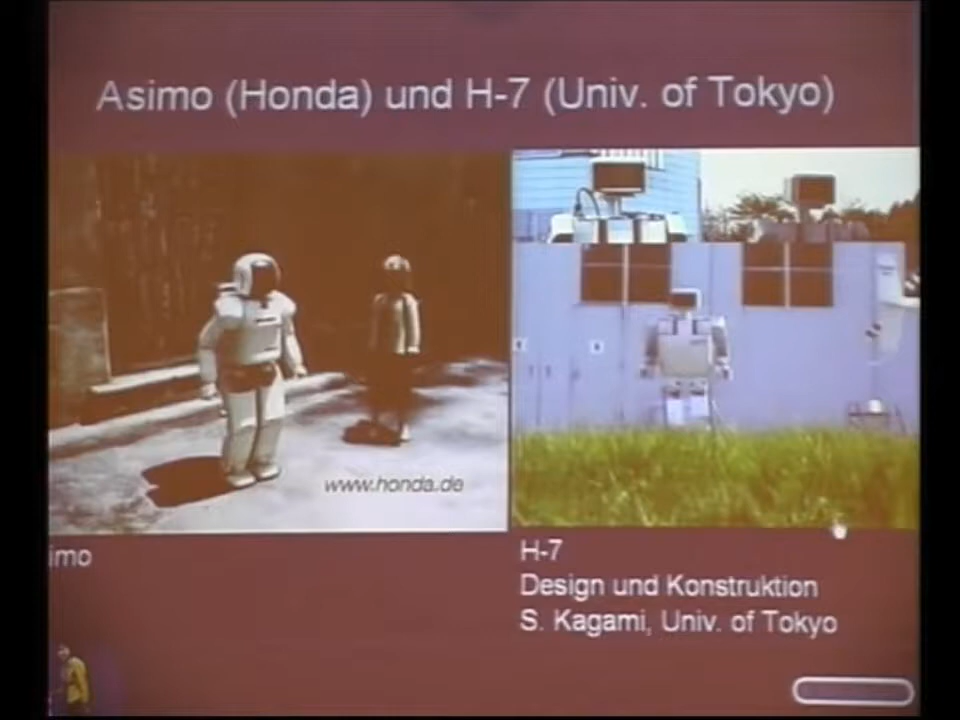 Asimo (Honda) und H-7 (Univ. of Tokyo)
www.honda.de
imo
H-7
Design und Konstruktion
S. Kagami, Univ. of Tokyo